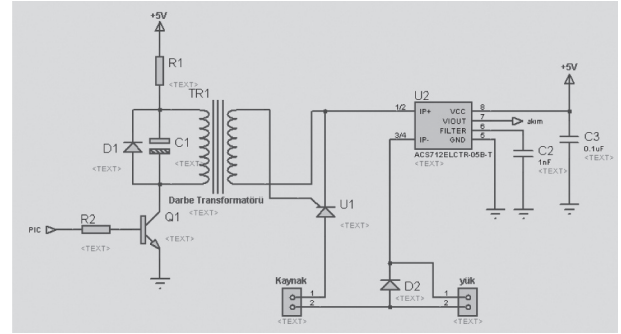 +5V
R1
<TEXT>
TR1
D1
<TEXT>
C1
<TEXT>
<TEXT>
Darbe Transformatörü
<TEXT>
PIC
R2
<TEXT>
Q1
<TEXT>
U1
<TEXT>
U2
1/2
IP+
3/4
IP-
VCC
8
VIOUT
7
akım
FILTER
6
GND
5
ACS712ELCTR-05B-T
<TEXT>
+5V
C2
1nF
<TEXT>
C3
0.1uF
<TEXT>
Kaynak
1
2
<TEXT>
D2
<TEXT>
yük
1
2
<TEXT>